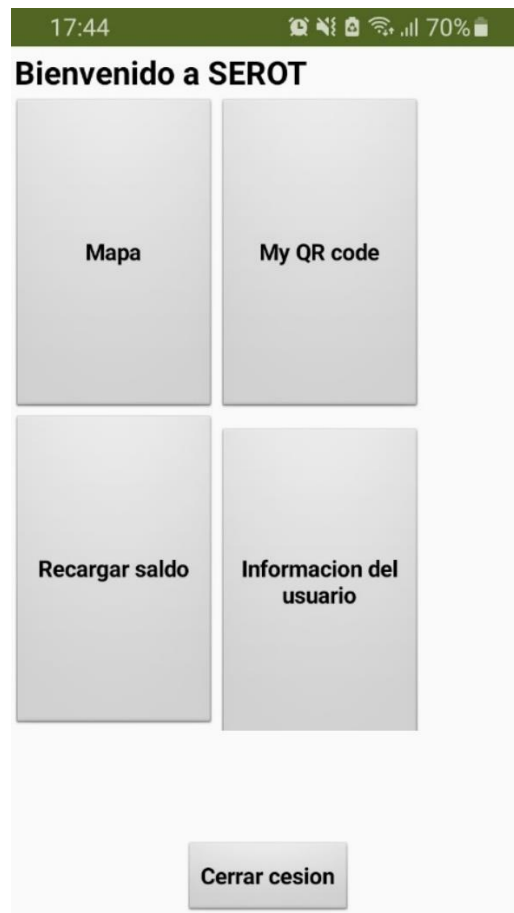 17:44 70%
Bienvenido a SEROT
Mapa
My QR code
Recargar saldo
Informacion del
usuario
Cerrar cesion